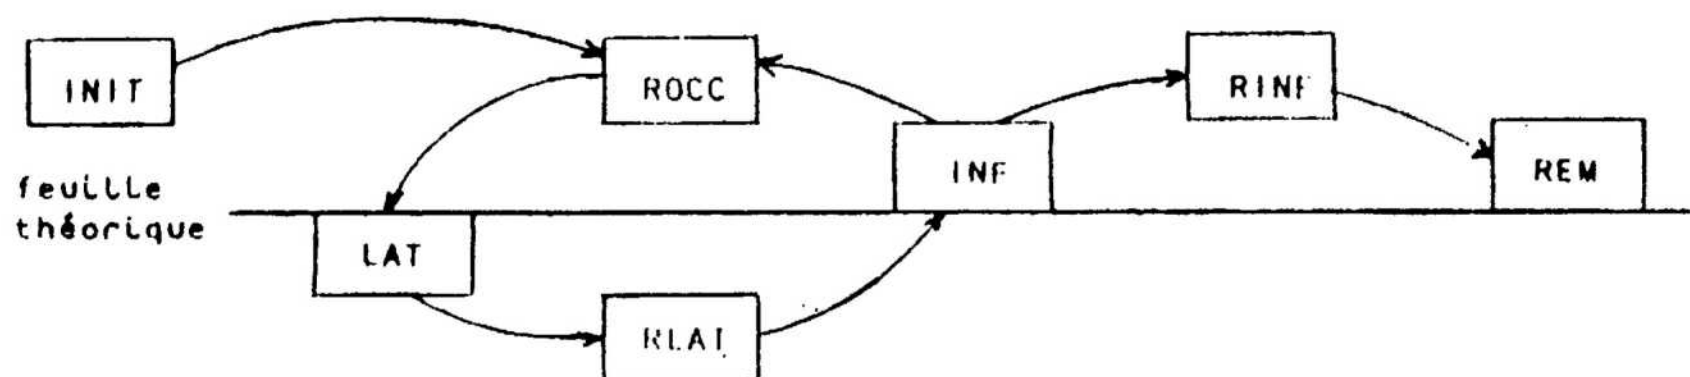 INIT
ROCC
RINF
INF
REM
feuille
théorique
LAT
RLAT